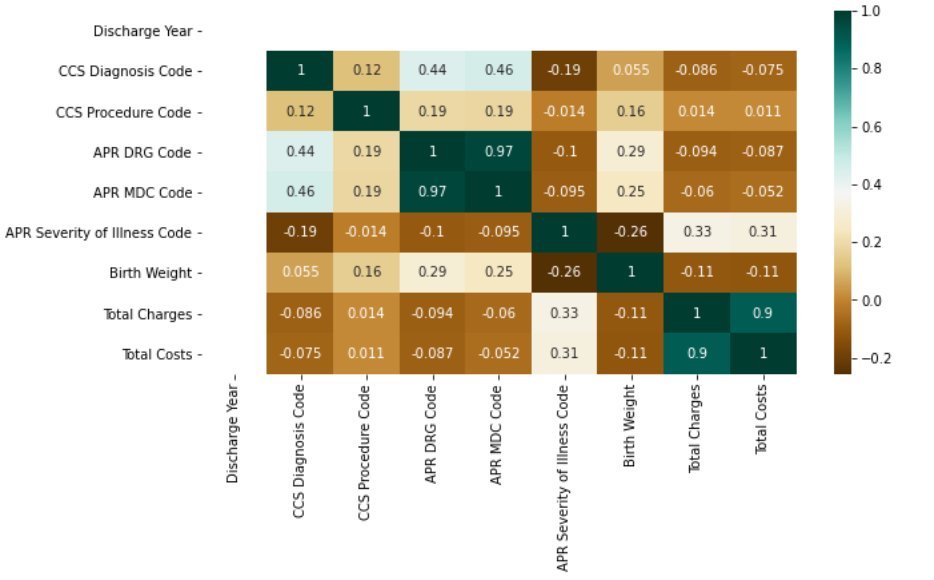 1.0
Discharge Year
CCS Diagnosis Code 1 0.12 0.44 0.46 -0.19 0.055 -0.086 -0.075
0.8
CCS Procedure Code 0.12 1 0.19 0.19 -0.014 0.16 0.014 0.011
0.6
APR DRG Code 0.44 0.19 1 0.97 -0.1 0.29 -0.094 -0.087
0.4
APR MDC Code 0.46 0.19 0.97 1 -0.095 0.25 -0.06 -0.052
APR Severity of Illness Code -0.19 -0.014 -0.1 -0.095 1 -0.26 0.33 0.31
0.2
Birth Weight 0.055 0.16 0.29 0.25 -0.26 1 -0.11 -0.11
0.0
Total Charges -0.086 0.014 -0.094 -0.06 0.33 -0.11 1 0.9
Total Costs -0.075 0.011 -0.087 -0.052 0.31 -0.11 0.9 1
−0.2
Discharge Year
CCS Diagnosis Code
CCS Procedure Code
APR DRG Code
APR MDC Code
APR Severity of Illness Code
Birth Weight
Total Charges
Total Costs